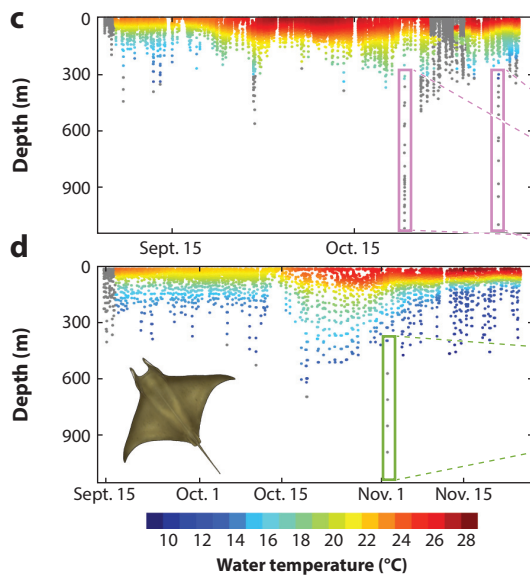 c
0
300
600
900
Depth (m)
Sept. 15 Oct. 15
d
0
300
600
900
Depth (m)
Sept. 15 Oct. 1 Oct. 15 Nov. 1 Nov. 15
10 12 14 16 18 20 22 24 26 28
Water temperature (°C)